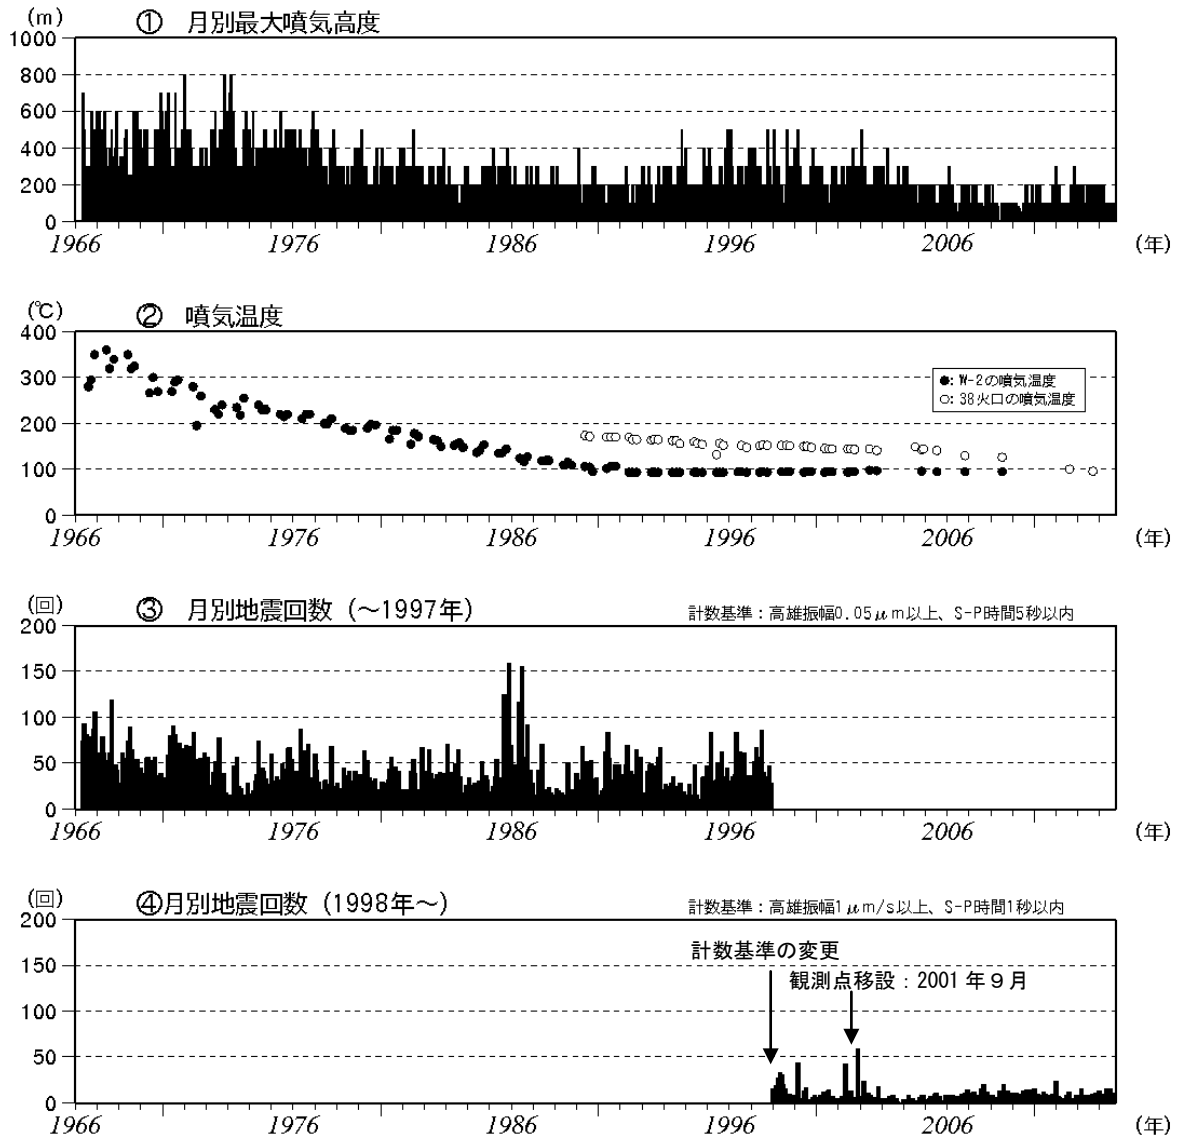 (m)
① 月別最大噴気高度
1000
800
600
400
200
0
1966 1976 1986 1996 2006 (年)
(℃)
② 噴気温度
400
300
200
100
0
●: W-2の噴気温度
○: 38火口の噴気温度
1966 1976 1986 1996 2006 (年)
(回)
③ 月別地震回数 (～1997年)
計数基準：高雄振幅0.05μm以上、S-P時間5秒以内
200
150
100
50
0
1966 1976 1986 1996 2006 (年)
(回)
④月別地震回数 (1998年～)
計数基準：高雄振幅1μm/s以上、S-P時間1秒以内
200
150
100
50
0
計数基準の変更
観測点移設：2001年９月
1966 1976 1986 1996 2006 (年)